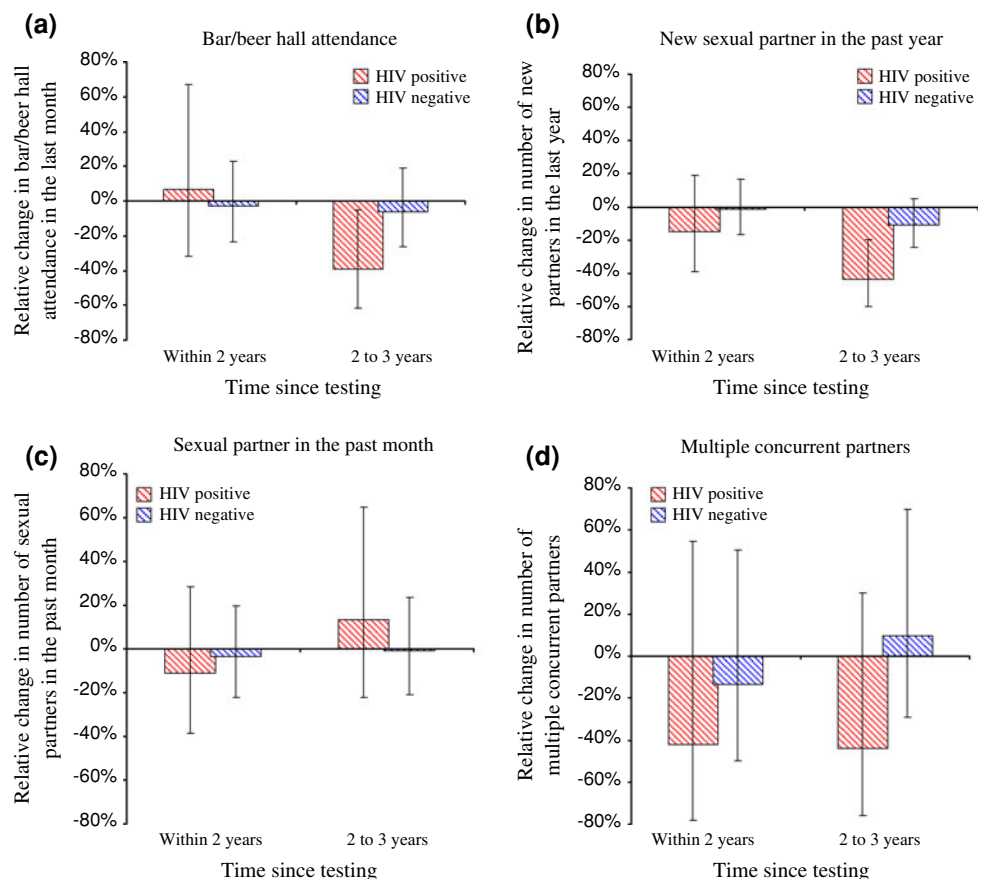 (a)
Bar/beer hall attendance
80%
60%
40%
20%
0%
-20%
-40%
-60%
-80%
Relative change in bar/beer hall
attendance in the last month
HIV positive
HIV negative
Within 2 years
2 to 3 years
Time since testing
(b)
New sexual partner in the past year
80%
60%
40%
20%
0%
-20%
-40%
-60%
-80%
Relative change in number of new
partners in the last year
HIV positive
HIV negative
Within 2 years
2 to 3 years
Time since testing
(c)
Sexual partner in the past month
80%
60%
40%
20%
0%
-20%
-40%
-60%
-80%
Relative change in number of sexual
partners in the past month
HIV positive
HIV negative
Within 2 years
2 to 3 years
Time since testing
(d)
Multiple concurrent partners
80%
60%
40%
20%
0%
-20%
-40%
-60%
-80%
Relative change in number of
multiple concurrent partners
HIV positive
HIV negative
Within 2 years
2 to 3 years
Time since testing